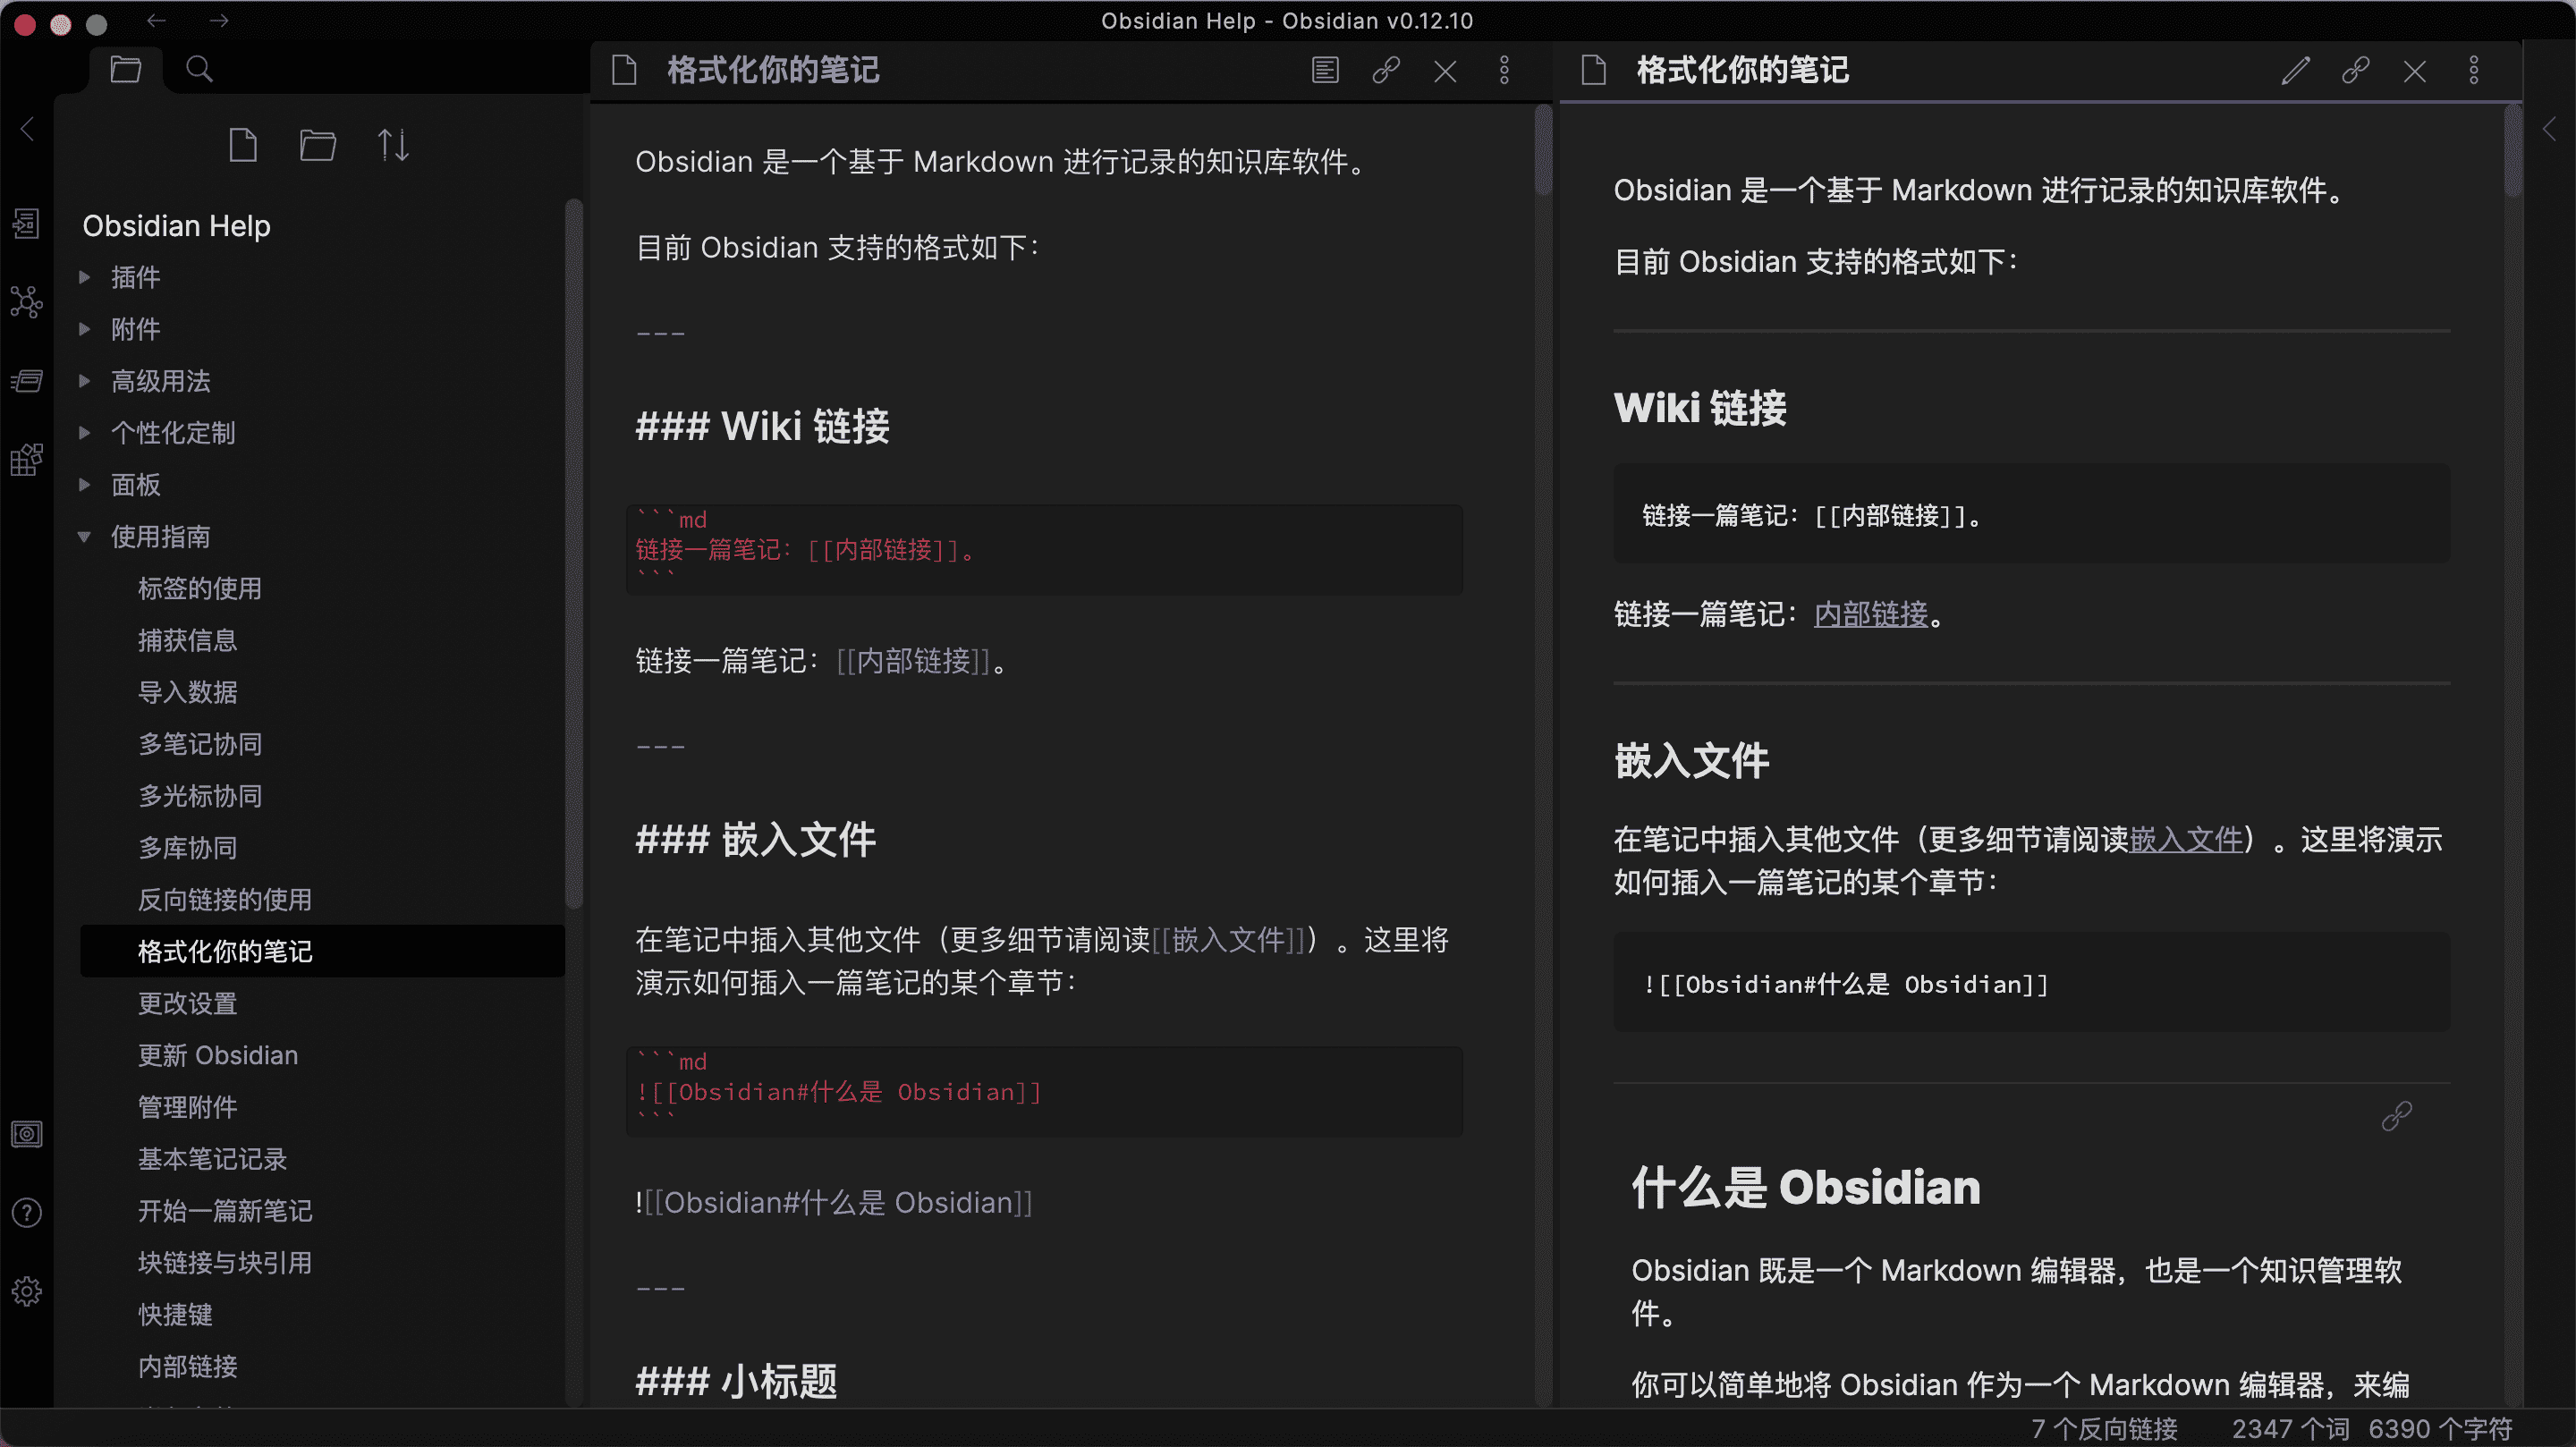 Obsidian Help - Obsidian v0.12.10
Obsidian Help
插件
附件
高级用法
个性化定制
面板
使用指南
标签的使用
捕获信息
导入数据
多笔记协同
多光标协同
多库协同
反向链接的使用
格式化你的笔记
更改设置
更新 Obsidian
管理附件
基本笔记记录
开始一篇新笔记
块链接与块引用
快捷键
内部链接
格式化你的笔记
Obsidian 是一个基于 Markdown 进行记录的知识库软件。
目前 Obsidian 支持的格式如下：
---
### Wiki 链接
```md
链接一篇笔记：[[内部链接]]。
```
链接一篇笔记：[[内部链接]]。
---
### 嵌入文件
在笔记中插入其他文件（更多细节请阅读[[嵌入文件]]）。这里将
演示如何插入一篇笔记的某个章节：
```md
![[Obsidian#什么是 Obsidian]]
```
![[Obsidian#什么是 Obsidian]]
---
### 小标题
格式化你的笔记
Obsidian 是一个基于 Markdown 进行记录的知识库软件。
目前 Obsidian 支持的格式如下：
Wiki 链接
链接一篇笔记：[[内部链接]]。
链接一篇笔记：内部链接。
嵌入文件
在笔记中插入其他文件（更多细节请阅读嵌入文件）。这里将演示
如何插入一篇笔记的某个章节：
![[Obsidian#什么是 Obsidian]]
什么是 Obsidian
Obsidian 既是一个 Markdown 编辑器，也是一个知识管理软
件。
你可以简单地将 Obsidian 作为一个 Markdown 编辑器，来编
7 个反向链接 2347 个词 6390 个字符